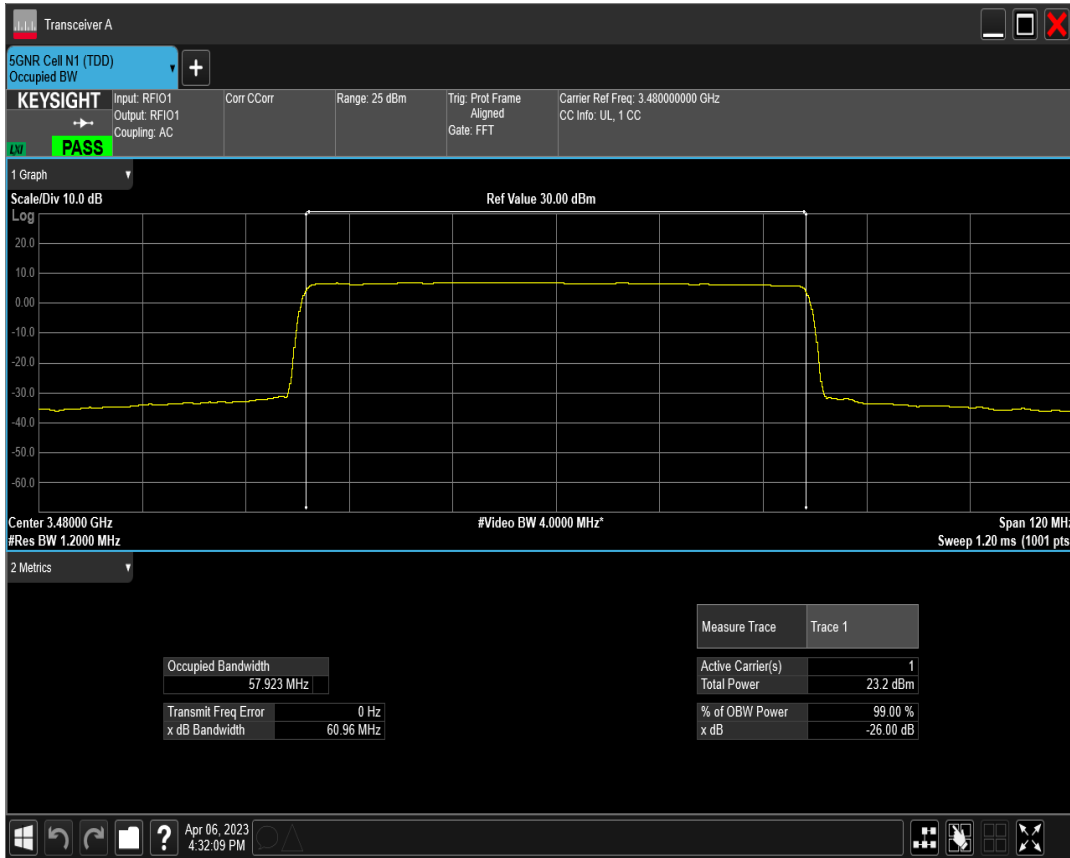 Transceiver A
5GNR Cell N1 (TDD)
Occupied BW
+
KEYSIGHT
LXI
PASS
Input: RFIO1
Output: RFIO1
Coupling: AC
Corr CCorr
Range: 25 dBm
Trig: Prot Frame
Aligned
Gate: FFT
Carrier Ref Freq: 3.480000000 GHz
CC Info: UL, 1 CC
1 Graph
Scale/Div 10.0 dB
Ref Value 30.00 dBm
Log
20.0
10.0
0.00
-10.0
-20.0
-30.0
-40.0
-50.0
-60.0
Center 3.48000 GHz
#Video BW 4.0000 MHz*
Span 120 MHz
#Res BW 1.2000 MHz
Sweep 1.20 ms (1001 pts
2 Metrics
Measure Trace Trace 1
Occupied Bandwidth
57.923 MHz
Transmit Freq Error 0 Hz
x dB Bandwidth 60.96 MHz
Active Carrier(s) 1
Total Power 23.2 dBm
% of OBW Power 99.00 %
x dB -26.00 dB
?
Apr 06, 2023
4:32:09 PM